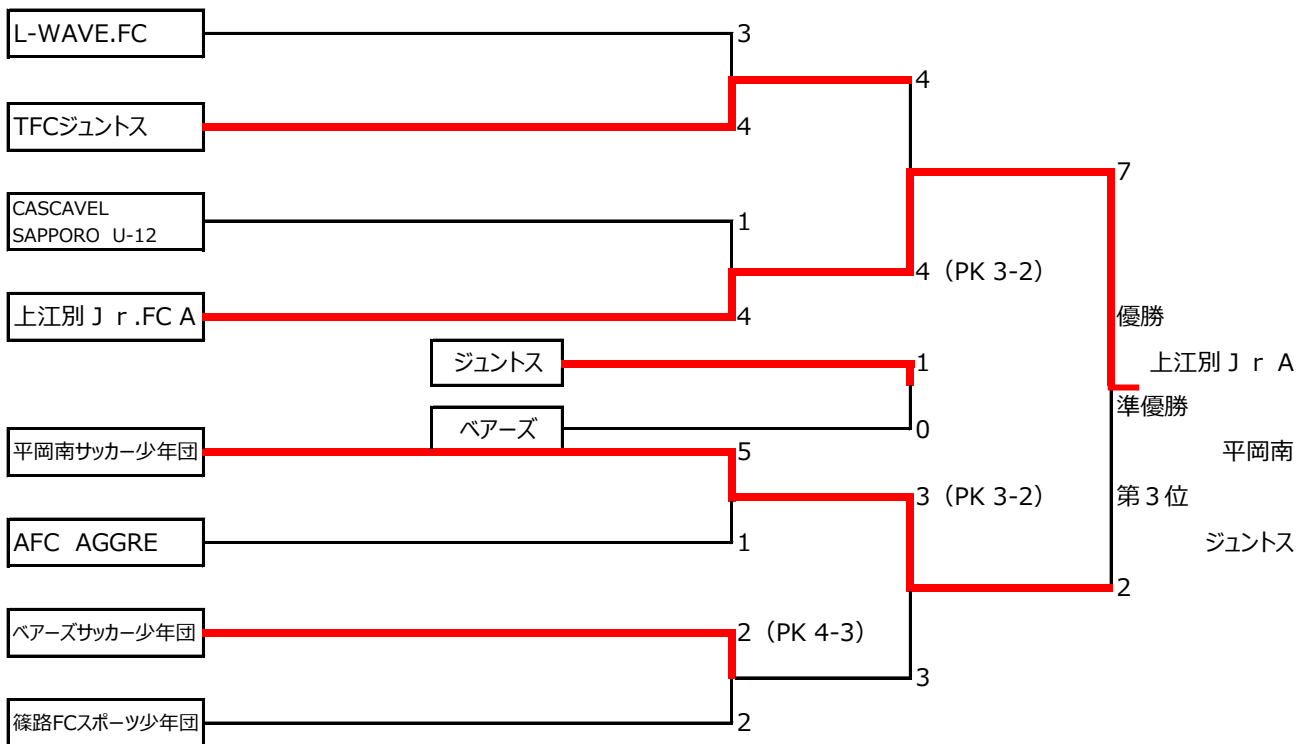 L-WAVE.FC
3
4
TFCジュントス
4
7
CASCAVEL
SAPPORO U-12
1
4（PK 3-2）
上江別Ｊｒ.FC A
4
優勝
ジュントス
1
上江別Ｊｒ A
準優勝
ベアーズ
0
平岡南サッカー少年団
5
平岡南
3（PK 3-2）
第３位
AFC AGGRE
1
ジュントス
2
ベアーズサッカー少年団
2（PK 4-3）
3
篠路FCスポーツ少年団
2